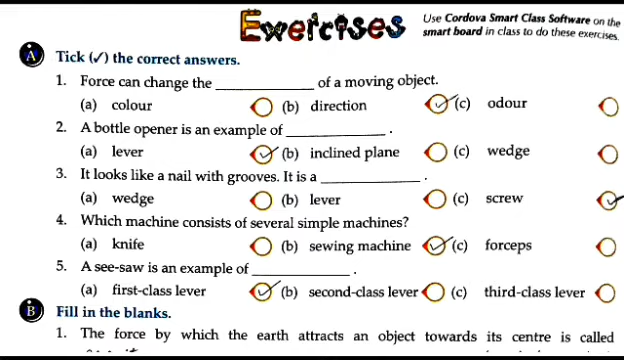 Exercises
Use Cordova Smart Class Software on the
smart board in class to do these exercises.
A Tick (✓) the correct answers.
1. Force can change the ____________ of a moving object.
(a) colour (b) direction ✓ (c) odour
2. A bottle opener is an example of ____________ .
(a) lever ✓ (b) inclined plane (c) wedge
3. It looks like a nail with grooves. It is a ____________ .
(a) wedge (b) lever (c) screw ✓
4. Which machine consists of several simple machines?
(a) knife (b) sewing machine ✓ (c) forceps
5. A see-saw is an example of ____________ .
(a) first-class lever ✓ (b) second-class lever (c) third-class lever
B Fill in the blanks.
1. The force by which the earth attracts an object towards its centre is called